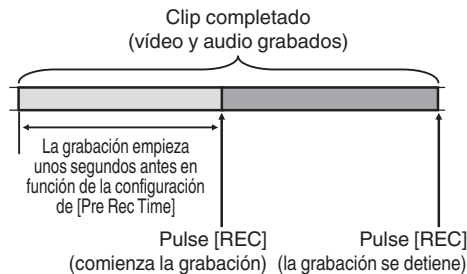 Clip completado
(vídeo y audio grabados)
La grabación empieza
unos segundos antes en
función de la configuración
de [Pre Rec Time]
Pulse [REC]
(comienza la grabación)
Pulse [REC]
(la grabación se detiene)